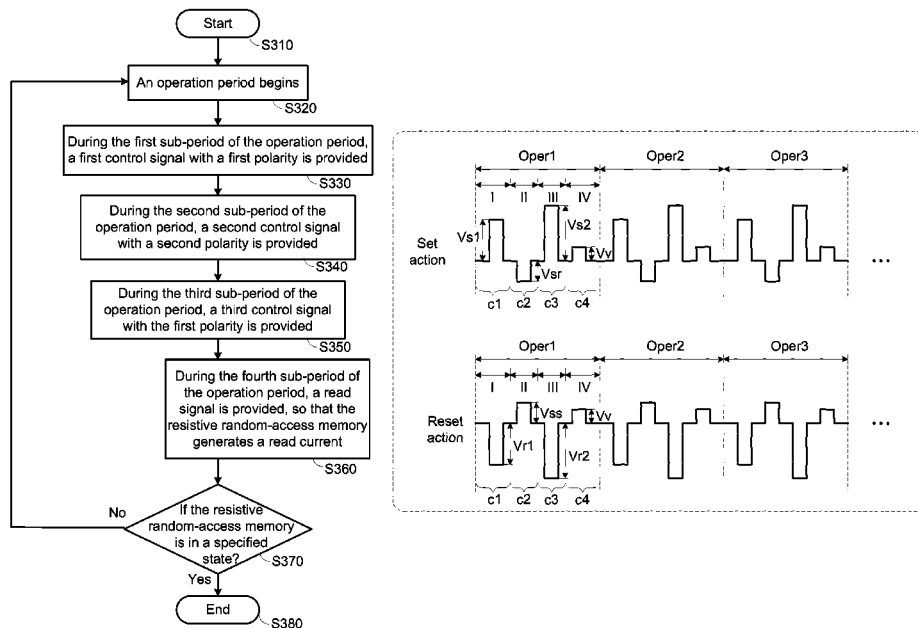 Start
S310
An operation period begins
S320
During the first sub-period of the operation period,
a first control signal with a first polarity is provided
S330
During the second sub-period of the
operation period, a second control signal
with a second polarity is provided
S340
During the third sub-period of the
operation period, a third control signal
with the first polarity is provided
S350
During the fourth sub-period of
the operation period, a read
signal is provided, so that the
resistive random-access memory
generates a read current
S360
No
If the resistive
random-access memory
is in a specified
state?
S370
Yes
End
S380
Oper1 Oper2 Oper3
I II III IV
Set
action
Vs1
Vs2
Vv
Vsr
...
c1 c2 c3 c4
Oper1 Oper2 Oper3
I II III IV
Reset
action
Vss
Vv
Vr1
Vr2
...
c1 c2 c3 c4